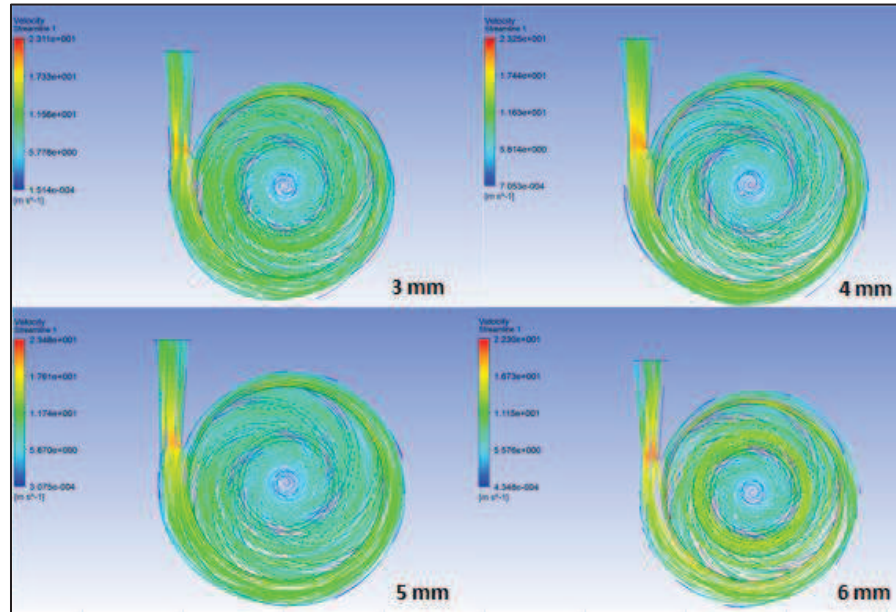 Velocity
Streamline 1
2.311e+001
1.733e+001
1.156e+001
5.778e+000
1.514e-004
[m s^-1]
3 mm
Velocity
Streamline 1
2.325e+001
1.744e+001
1.163e+001
5.814e+000
7.053e-004
[m s^-1]
4 mm
Velocity
Streamline 1
2.348e+001
1.761e+001
1.174e+001
5.870e+000
3.075e-004
[m s^-1]
5 mm
Velocity
Streamline 1
2.230e+001
1.673e+001
1.115e+001
5.576e+000
4.348e-004
[m s^-1]
6 mm